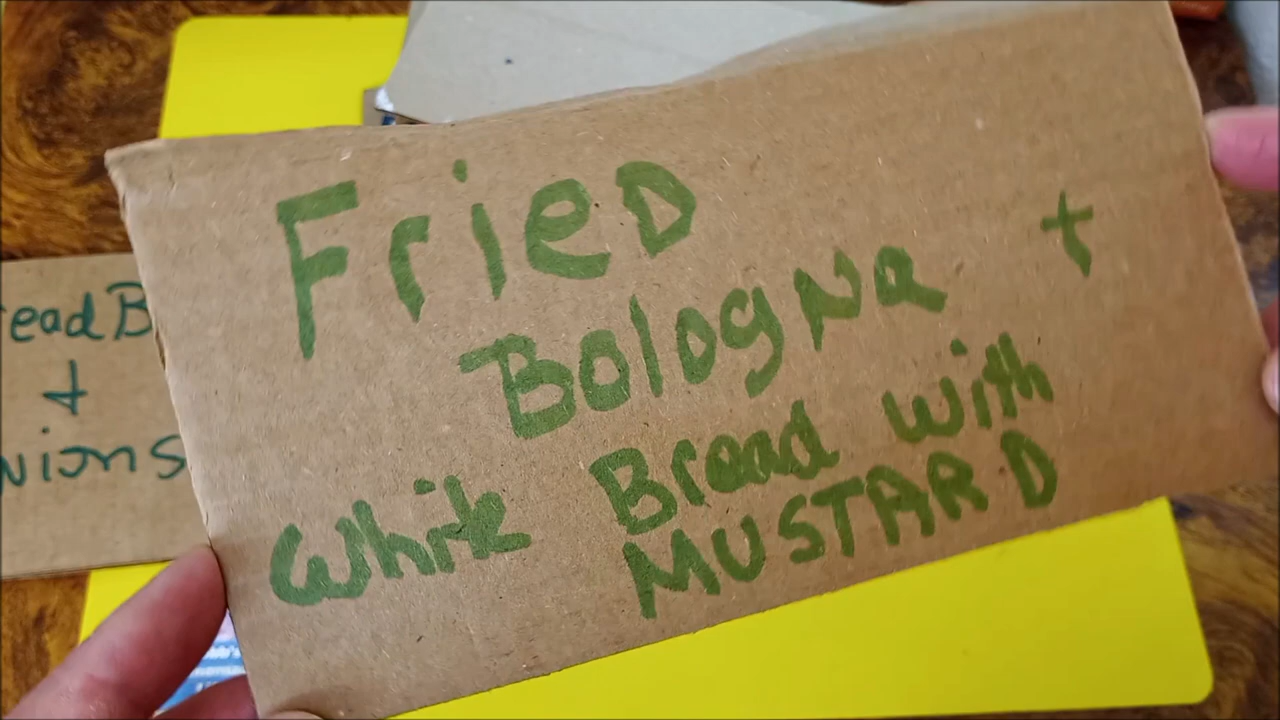 FrieD
BologNa +
White Bread with
MUSTARD
ead B
+
nions